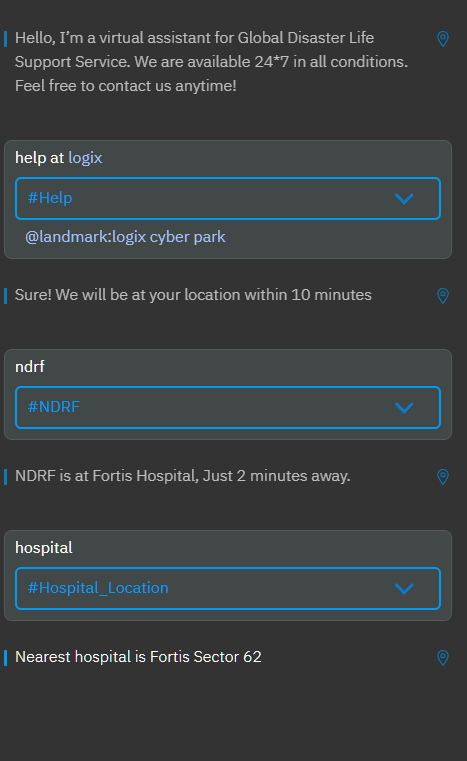 Hello, I'm a virtual assistant for Global Disaster Life
Support Service. We are available 24*7 in all conditions.
Feel free to contact us anytime!
help at logix
#Help
@landmark:logix cyber park
Sure! We will be at your location within 10 minutes
ndrf
#NDRF
NDRF is at Fortis Hospital, Just 2 minutes away.
hospital
#Hospital_Location
Nearest hospital is Fortis Sector 62